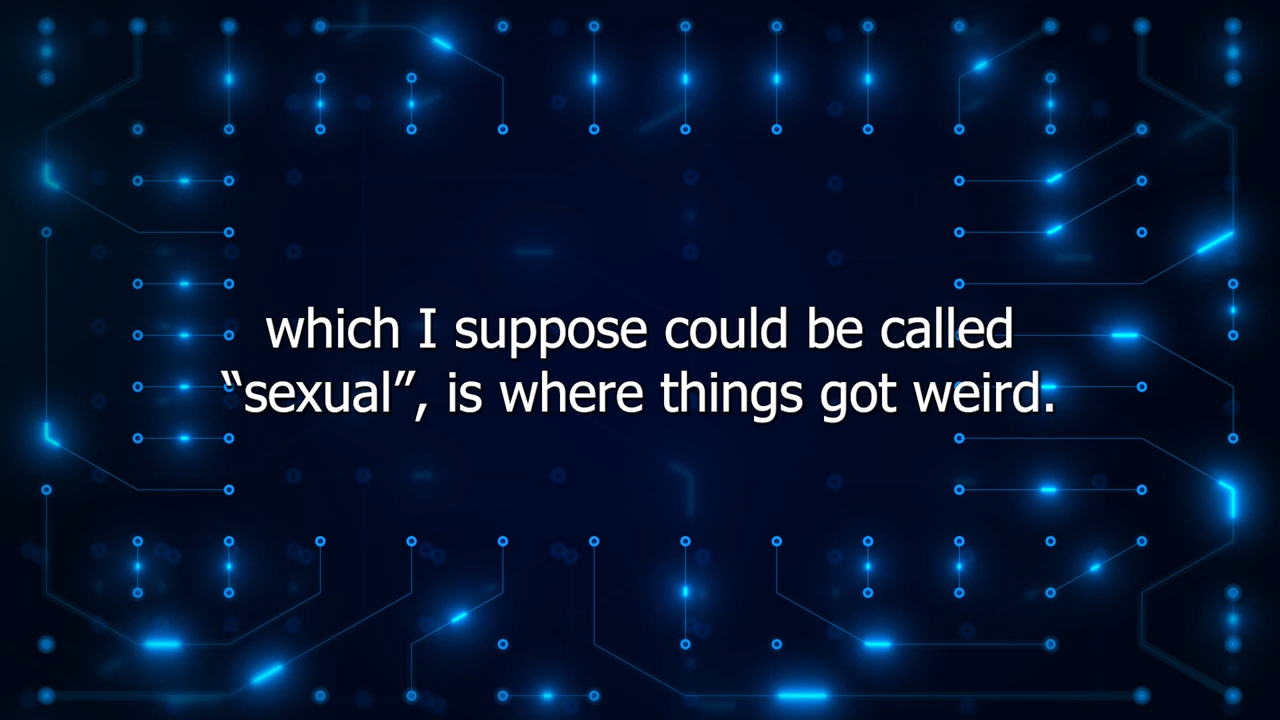 which I suppose could be called
“sexual”, is where things got weird.